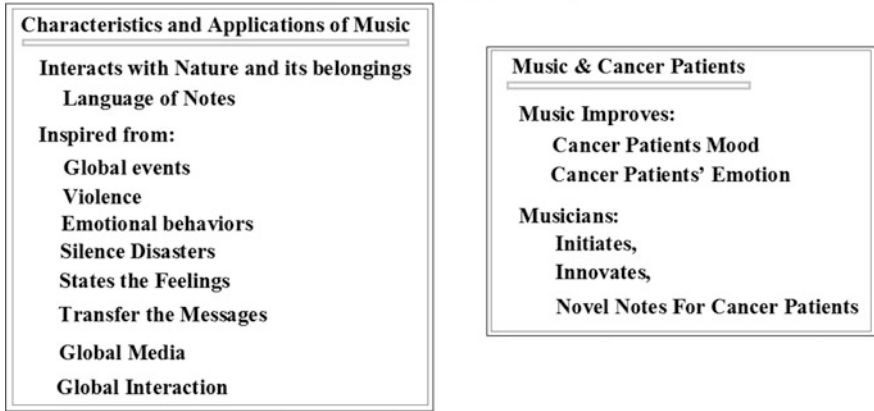 Characteristics and Applications of Music
Interacts with Nature and its belongings
Language of Notes
Inspired from:
Global events
Violence
Emotional behaviors
Silence Disasters
States the Feelings
Transfer the Messages
Global Media
Global Interaction
Music & Cancer Patients
Music Improves:
Cancer Patients Mood
Cancer Patients’ Emotion
Musicians:
Initiates,
Innovates,
Novel Notes For Cancer Patients